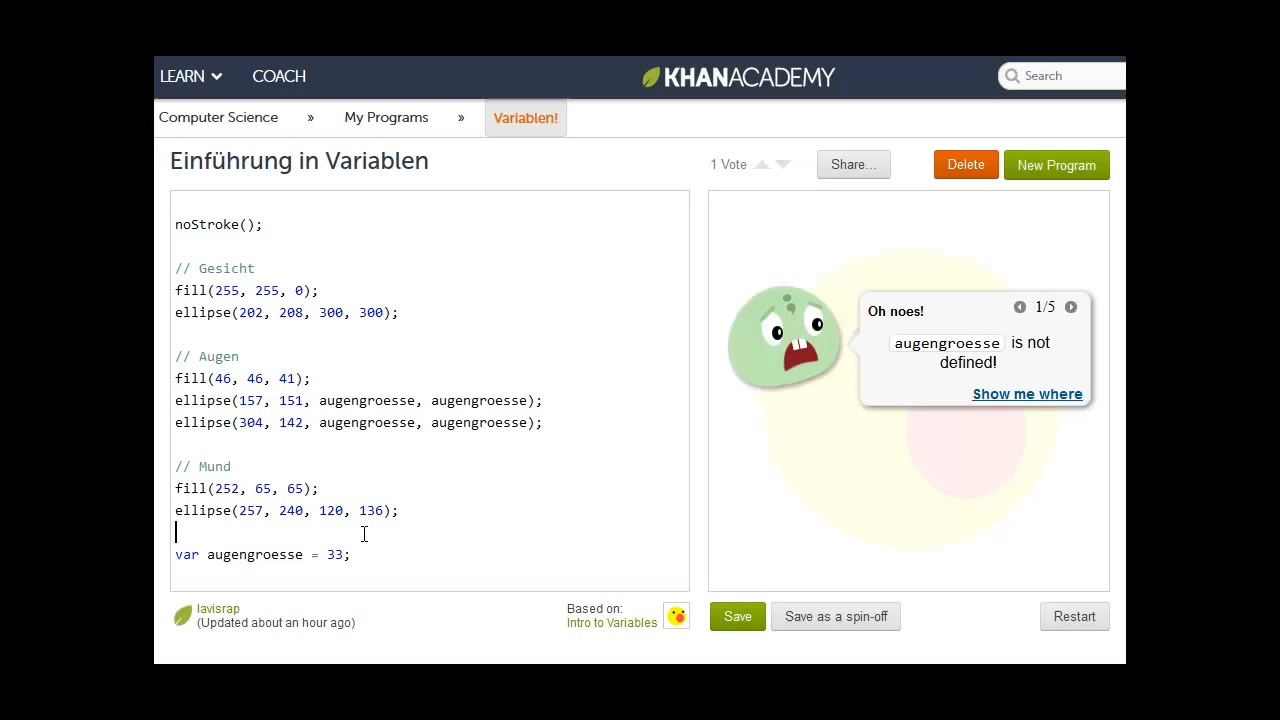 LEARN COACH KHANACADEMY Search
Computer Science » My Programs » Variablen!
Einführung in Variablen
1 Vote Share... Delete New Program
noStroke();
// Gesicht
fill(255, 255, 0);
ellipse(202, 208, 300, 300);
// Augen
fill(46, 46, 41);
ellipse(157, 151, augengroesse, augengroesse);
ellipse(304, 142, augengroesse, augengroesse);
// Mund
fill(252, 65, 65);
ellipse(257, 240, 120, 136);
var augengroesse = 33;
Oh noes! 1/5
augengroesse is not
defined!
Show me where
lavisrap
(Updated about an hour ago)
Based on:
Intro to Variables
Save Save as a spin-off Restart